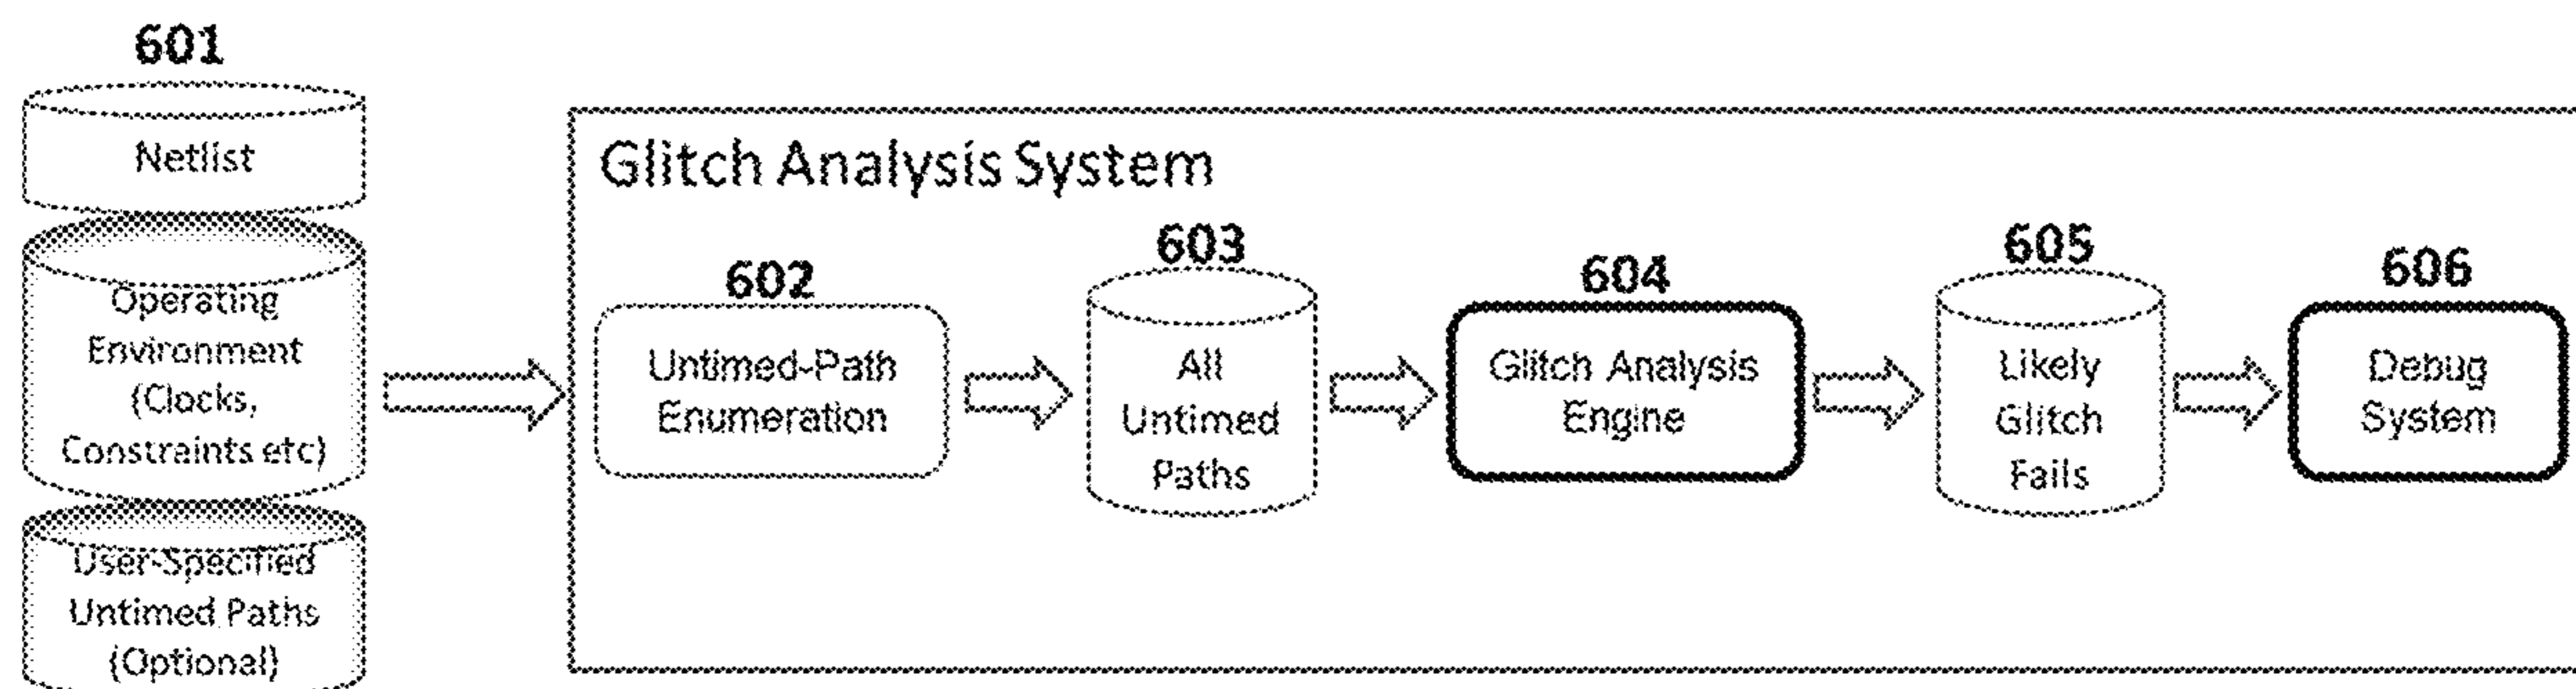 601
Netlist
Operating
Environment
(Clocks,
Constraints etc)
User-Specified
Untimed Paths
(Optional)
Glitch Analysis System
602
Untimed-Path
Enumeration
603
All
Untimed
Paths
604
Glitch Analysis
Engine
605
Likely
Glitch
Fails
606
Debug
System